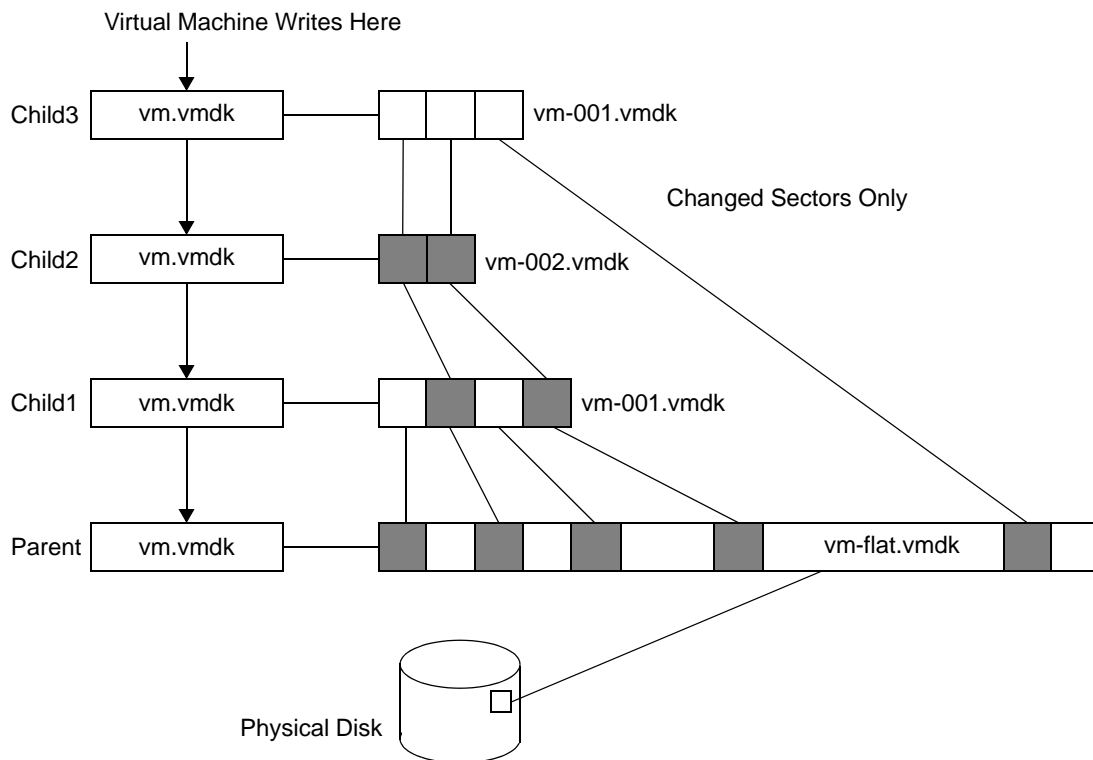 Virtual Machine Writes Here
Child3
vm.vmdk
vm-001.vmdk
Changed Sectors Only
Child2
vm.vmdk
vm-002.vmdk
Child1
vm.vmdk
vm-001.vmdk
Parent
vm.vmdk
vm-flat.vmdk
Physical Disk